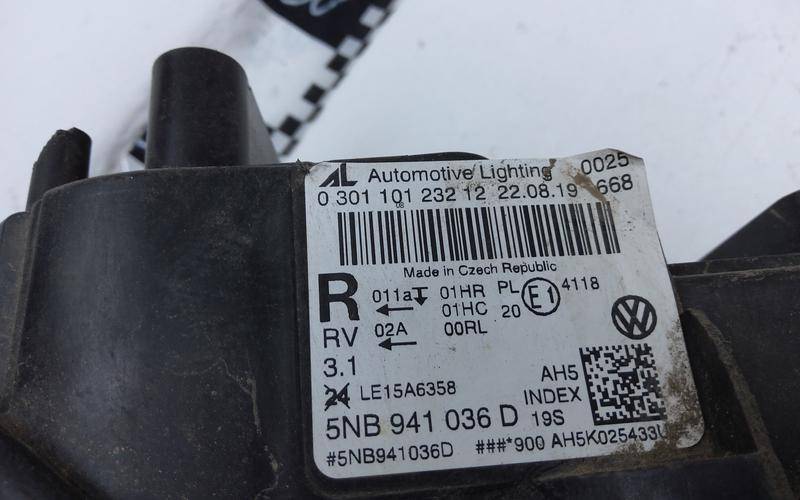 AL Automotive Lighting 0025
0 301 101 232 12 22.08.19 668
08
Made in Czech Republic
R 011a 01HR PL E1 4118
01HC 20
RV 02A 00RL
3.1
24 LE15A6358 AH5
INDEX
5NB 941 036 D 19S
#5NB941036D ###*900 AH5K025433U